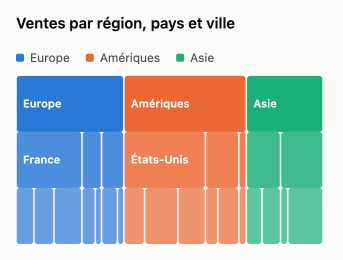 Ventes par région, pays et ville
Europe
Amériques
Asie
Europe
Amériques
Asie
France
États-Unis